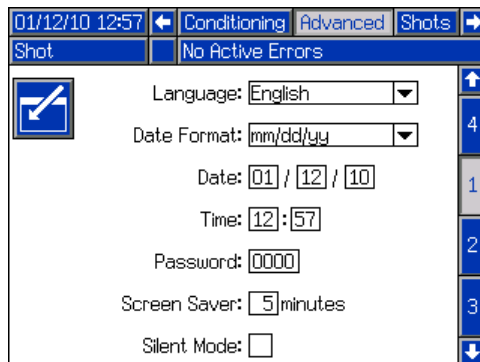 01/12/10 12:57 Conditioning Advanced Shots
Shot No Active Errors
Language: English
4
Date Format: mm/dd/yy
Date: 01 / 12 / 10
1
Time: 12:57
2
Password: 0000
Screen Saver: 5 minutes
3
Silent Mode: